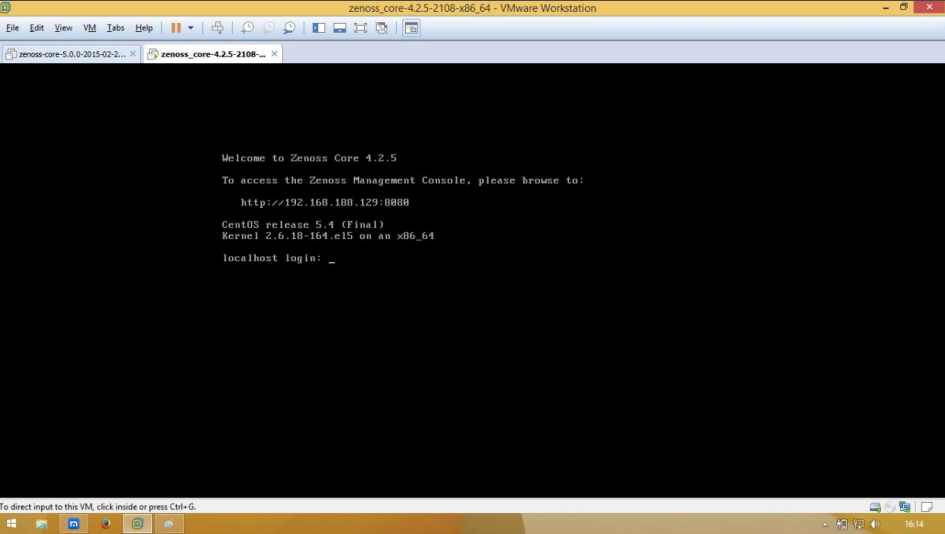 zenoss_core-4.2.5-2108-x86_64 - VMware Workstation
File Edit View VM Tabs Help
zenoss-core-5.0.0-2015-02-2... zenoss_core-4.2.5-2108-...
Welcome to Zenoss Core 4.2.5
To access the Zenoss Management Console, please browse to:
http://192.168.188.129:8080
CentOS release 5.4 (Final)
Kernel 2.6.18-164.el5 on an x86_64
localhost login: _
To direct input to this VM, click inside or press Ctrl+G.
16:14